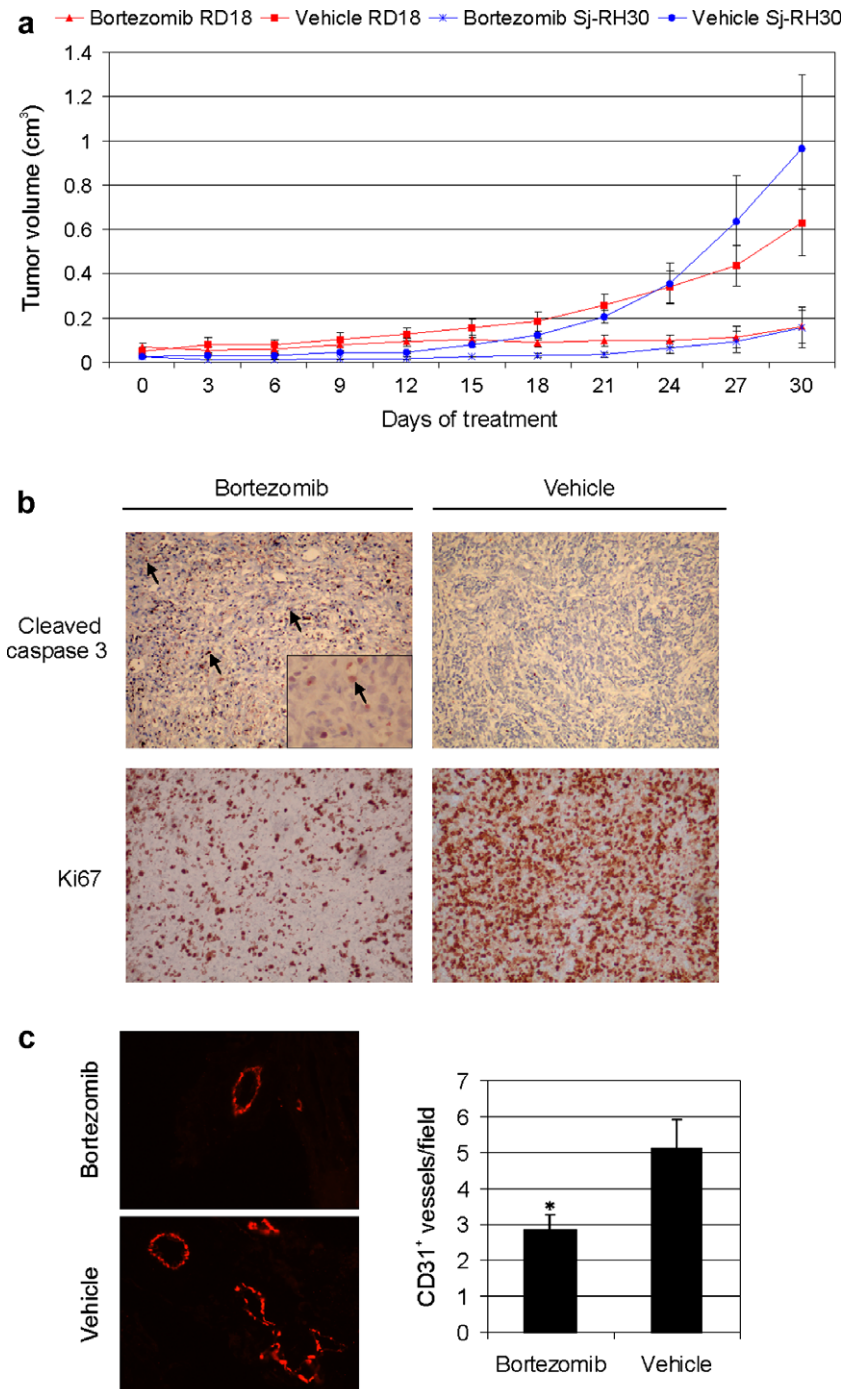 a
Bortezomib RD18 Vehicle RD18 Bortezomib Sj-RH30 Vehicle Sj-RH30
1.4
1.2
1
0.8
0.6
0.4
0.2
0
Tumor volume (cm³)
0 3 6 9 12 15 18 21 24 27 30
Days of treatment
b
Bortezomib Vehicle
Cleaved
caspase 3
Ki67
c
Bortezomib
Vehicle
7
6
5
4
3
2
1
0
CD31⁺ vessels/field
*
Bortezomib Vehicle